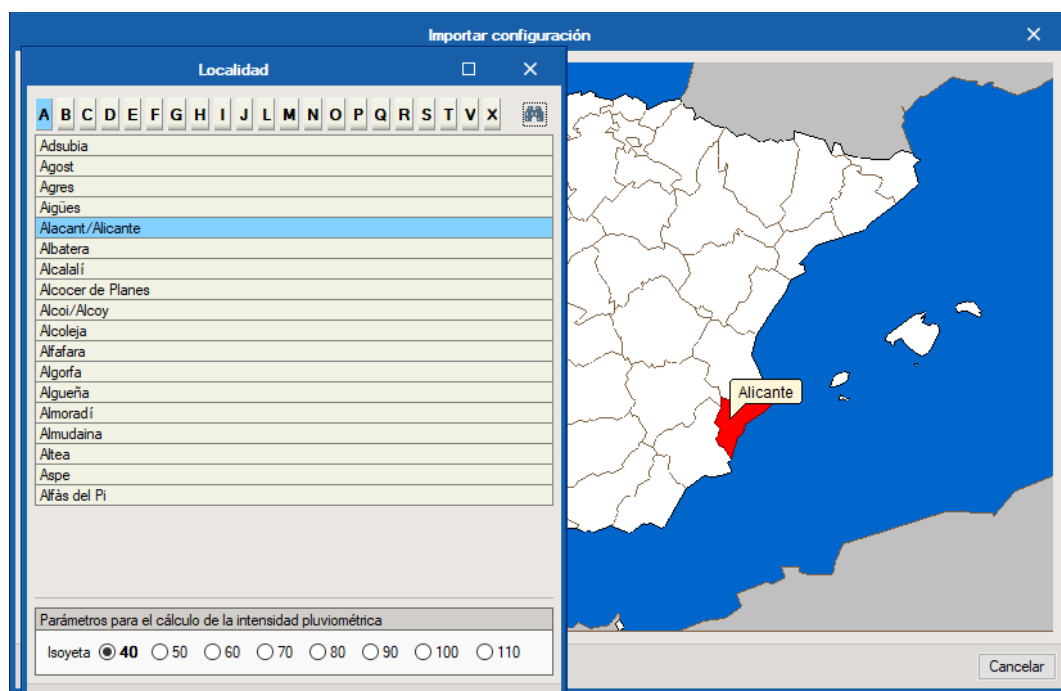 Importar configuración
Localidad
A B C D E F G H I J L M N O P Q R S T V X
Adsubia
Agost
Agres
Aigües
Alacant/Alicante
Albatera
Alcalalí
Alcocer de Planes
Alcoi/Alcoy
Alcoleja
Alfafara
Algorfa
Algueña
Almoradí
Almudaina
Altea
Aspe
Alfàs del Pi
Alicante
Parámetros para el cálculo de la intensidad pluviométrica
Isoyeta 40 50 60 70 80 90 100 110
Cancelar